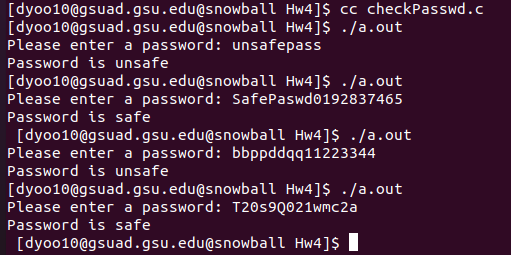 [dyoo10@gsuad.gsu.edu@snowball Hw4]$ cc checkPasswd.c
[dyoo10@gsuad.gsu.edu@snowball Hw4]$ ./a.out
Please enter a password: unsafepass
Password is unsafe
[dyoo10@gsuad.gsu.edu@snowball Hw4]$ ./a.out
Please enter a password: SafePaswd0192837465
Password is safe
 [dyoo10@gsuad.gsu.edu@snowball Hw4]$ ./a.out
Please enter a password: bbppddqq11223344
Password is unsafe
[dyoo10@gsuad.gsu.edu@snowball Hw4]$ ./a.out
Please enter a password: T20s9Q021wmc2a
Password is safe
 [dyoo10@gsuad.gsu.edu@snowball Hw4]$